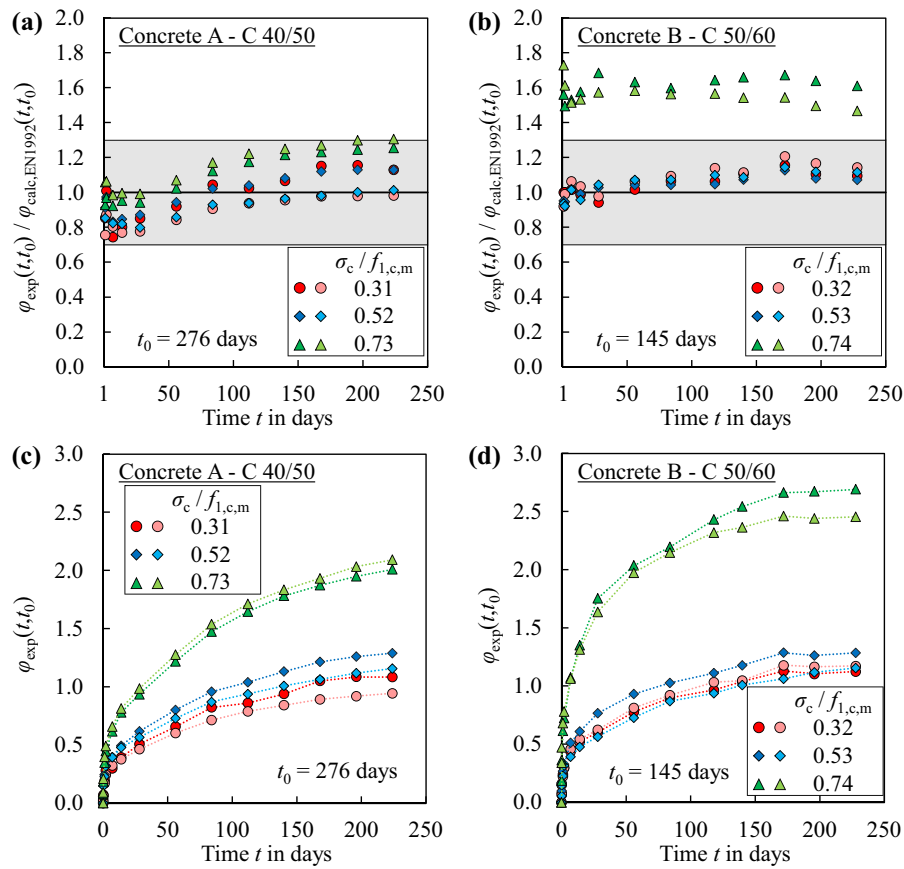 (a)
Concrete A - C 40/50
φexp(t,t0) / φcalc,EN1992(t,t0)
2.0
1.8
1.6
1.4
1.2
1.0
0.8
0.6
0.4
0.2
0.0
σc / f1,c,m
0.31
0.52
0.73
t0 = 276 days
1 50 100 150 200 250
Time t in days
(b)
Concrete B - C 50/60
2.0
1.8
1.6
1.4
1.2
1.0
0.8
0.6
0.4
0.2
0.0
σc / f1,c,m
0.32
0.53
0.74
t0 = 145 days
1 50 100 150 200 250
Time t in days
(c)
Concrete A - C 40/50
φexp(t,t0)
3.0
2.5
2.0
1.5
1.0
0.5
0.0
σc / f1,c,m
0.31
0.52
0.73
t0 = 276 days
0 50 100 150 200 250
Time t in days
(d)
Concrete B - C 50/60
φexp(t,t0)
3.0
2.5
2.0
1.5
1.0
0.5
0.0
σc / f1,c,m
0.32
0.53
0.74
t0 = 145 days
0 50 100 150 200 250
Time t in days